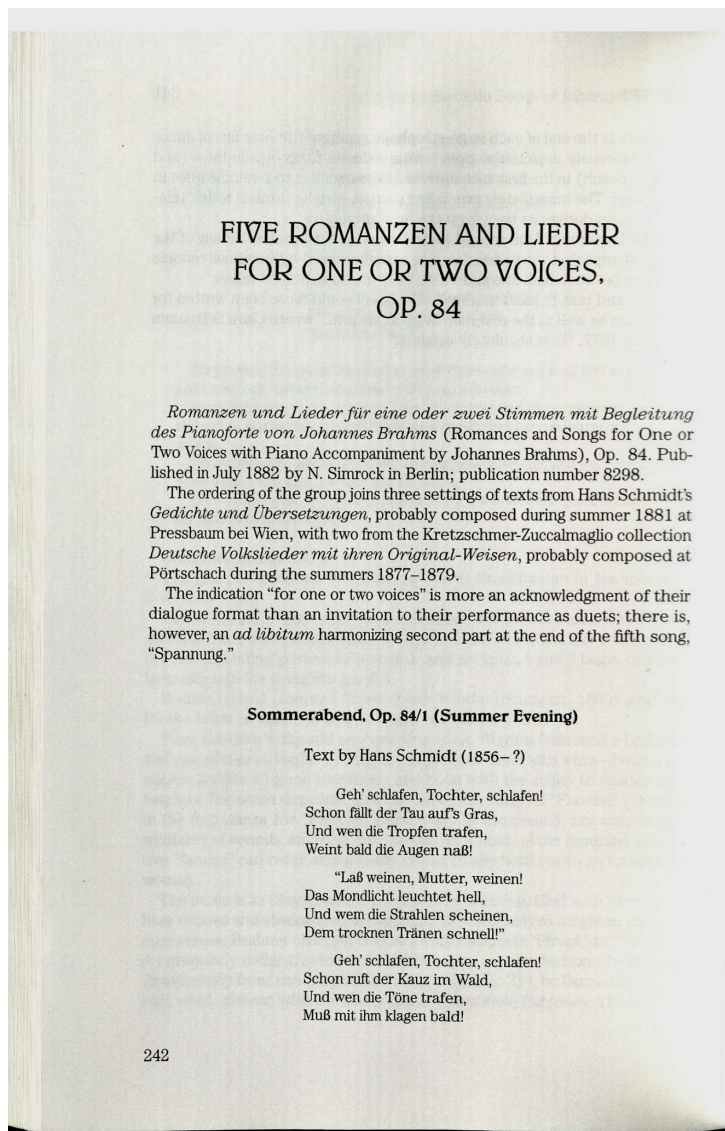 FIVE ROMANZEN AND LIEDER
FOR ONE OR TWO VOICES,
OP. 84
Romanzen und Lieder für eine oder zwei Stimmen mit Begleitung
des Pianoforte von Johannes Brahms (Romances and Songs for One or
Two Voices with Piano Accompaniment by Johannes Brahms), Op. 84. Pub-
lished in July 1882 by N. Simrock in Berlin; publication number 8298.
The ordering of the group joins three settings of texts from Hans Schmidt's
Gedichte und Übersetzungen, probably composed during summer 1881 at
Pressbaum bei Wien, with two from the Kretzschmer-Zuccalmaglio collection
Deutsche Volkslieder mit ihren Original-Weisen, probably composed at
Pörtschach during the summers 1877–1879.
The indication “for one or two voices” is more an acknowledgment of their
dialogue format than an invitation to their performance as duets; there is,
however, an ad libitum harmonizing second part at the end of the fifth song,
“Spannung.”
Sommerabend, Op. 84/1 (Summer Evening)
Text by Hans Schmidt (1856– ?)
Geh' schlafen, Tochter, schlafen!
Schon fällt der Tau auf's Gras,
Und wen die Tropfen trafen,
Weint bald die Augen naß!
“Laß weinen, Mutter, weinen!
Das Mondlicht leuchtet hell,
Und wem die Strahlen scheinen,
Dem trocknen Tränen schnell!”
Geh' schlafen, Tochter, schlafen!
Schon ruft der Kauz im Wald,
Und wen die Töne trafen,
Muß mit ihm klagen bald!
242